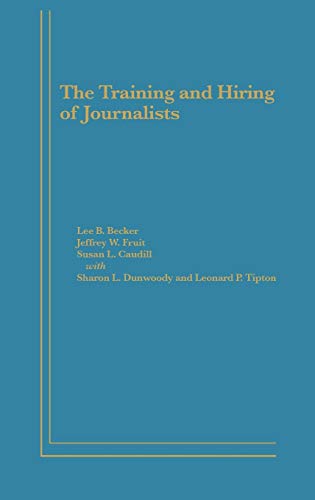 The Training and Hiring
of Journalists
Lee B. Becker
Jeffrey W. Fruit
Susan L. Caudill
with
Sharon L. Dunwoody and Leonard P. Tipton